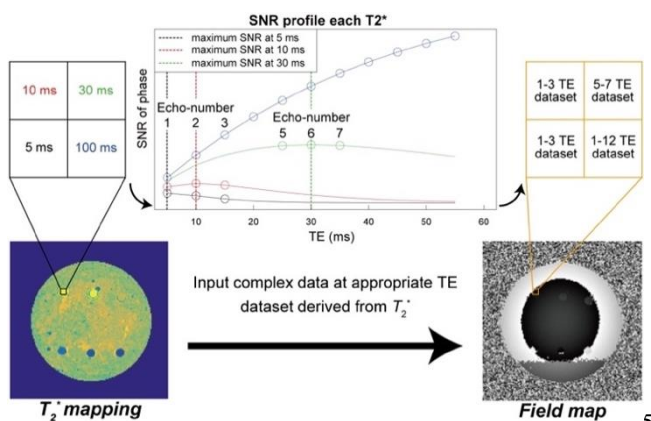 SNR profile each T2*
maximum SNR at 5 ms
maximum SNR at 10 ms
maximum SNR at 30 ms
10 ms
30 ms
5 ms
100 ms
SNR of phase
Echo-number
1 2 3
Echo-number
5 6 7
0 10 20 30 40 50 60
TE (ms)
1-3 TE
dataset
5-7 TE
dataset
1-3 TE
dataset
1-12 TE
dataset
Input complex data at appropriate TE
dataset derived from T2*
T2* mapping
Field map